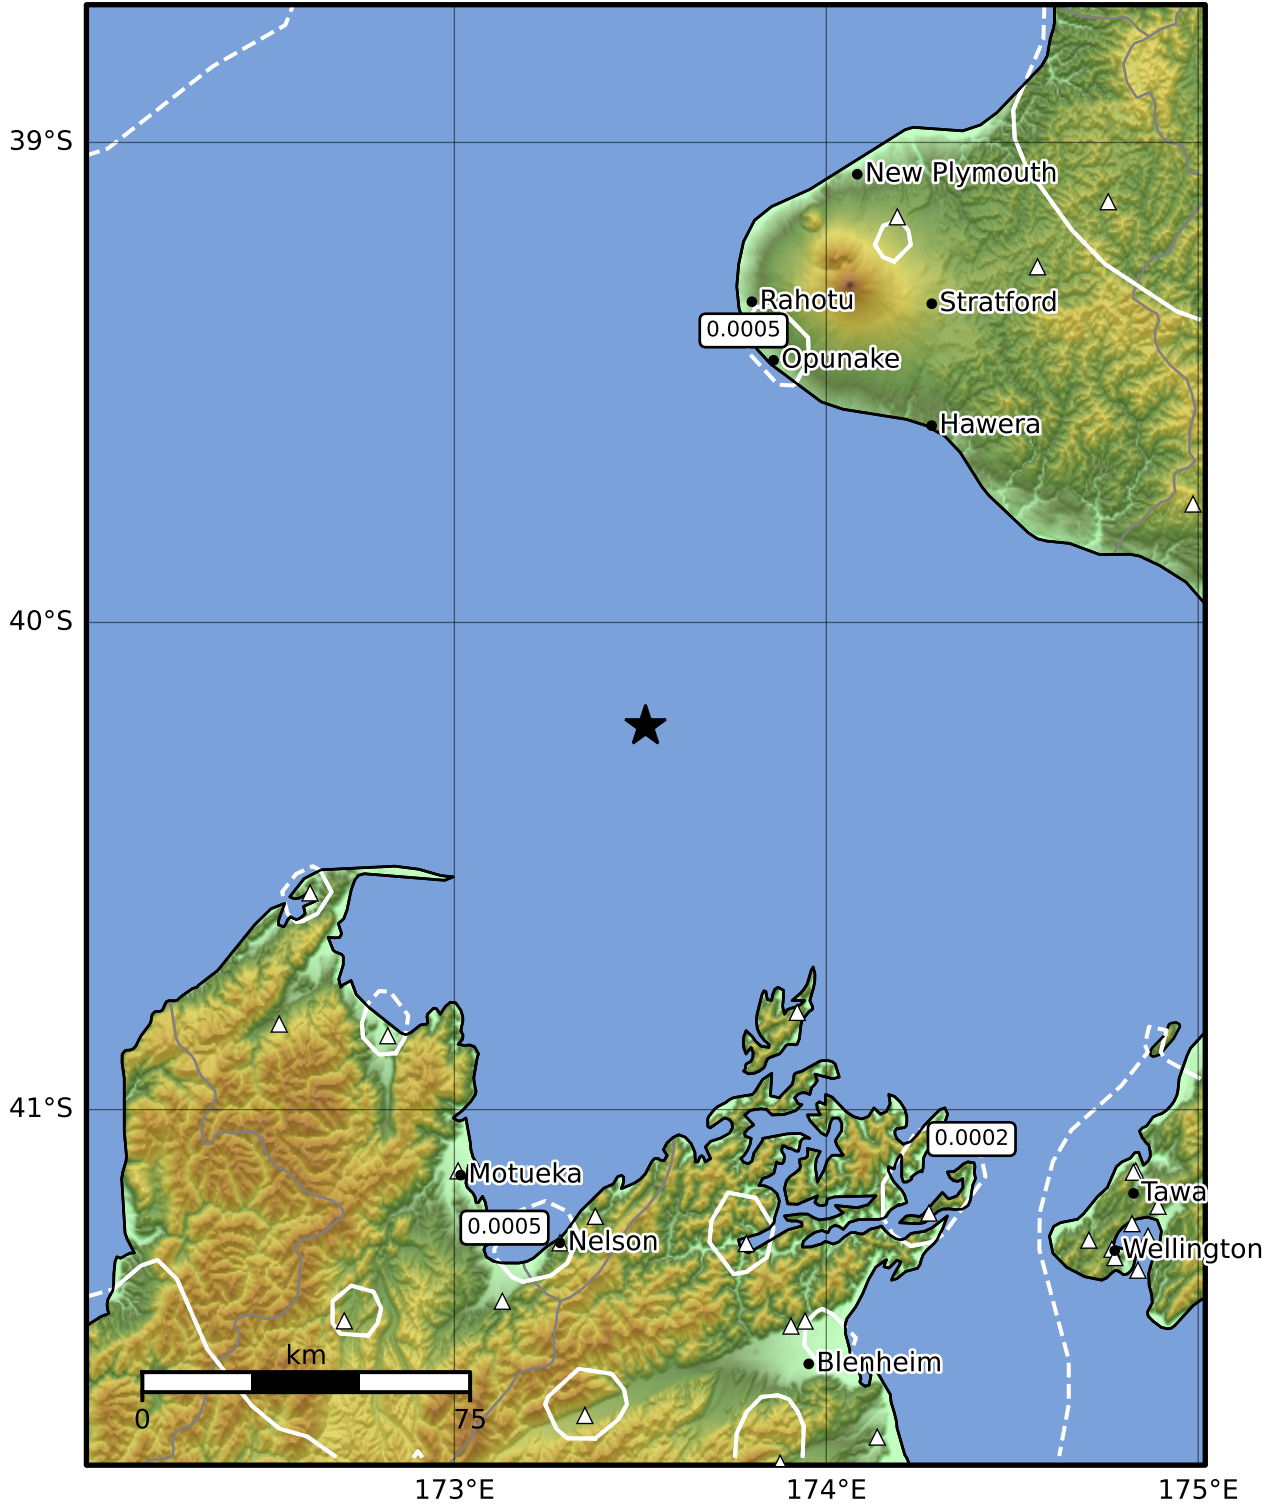 39°S
New Plymouth
Rahotu
Stratford
0.0005
Opunake
Hawera
40°S
41°S
0.0002
Motueka
Tawa
0.0005
Nelson
Wellington
km
Blenheim
0
75
173°E
174°E
175°E